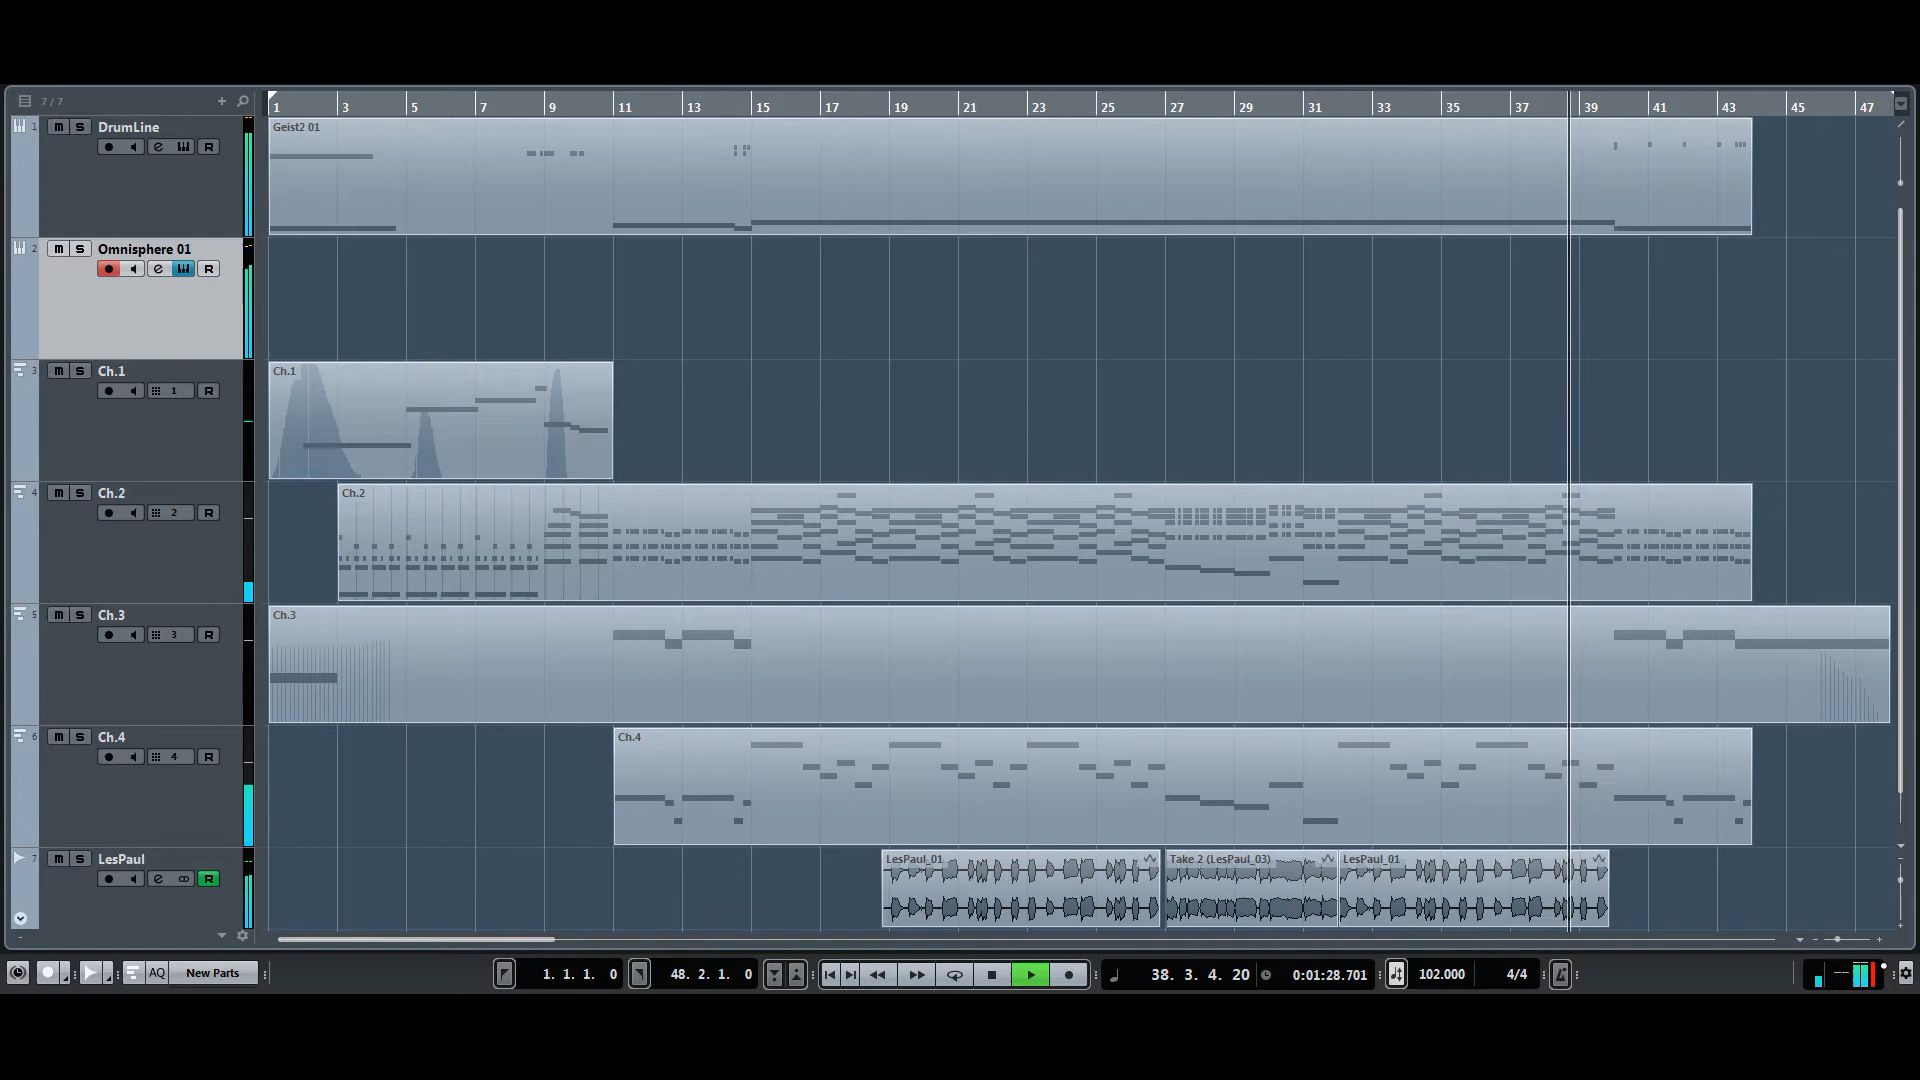 7 / 7
1 3 5 7 9 11 13 15 17 19 21 23 25 27 29 31 33 35 37 39 41 43 45 47
1 m S DrumLine
e R
Geist2 01
2 m S Omnisphere 01
e R
3 m S Ch.1
1 R
Ch.1
4 m S Ch.2
2 R
Ch.2
5 m S Ch.3
3 R
Ch.3
6 m S Ch.4
4 R
Ch.4
7 m S LesPaul
e R
LesPaul_01 Take 2 (LesPaul_03) LesPaul_01
AQ New Parts 1. 1. 1. 0 48. 2. 1. 0 38. 3. 4. 20 0:01:28.701 102.000 4/4